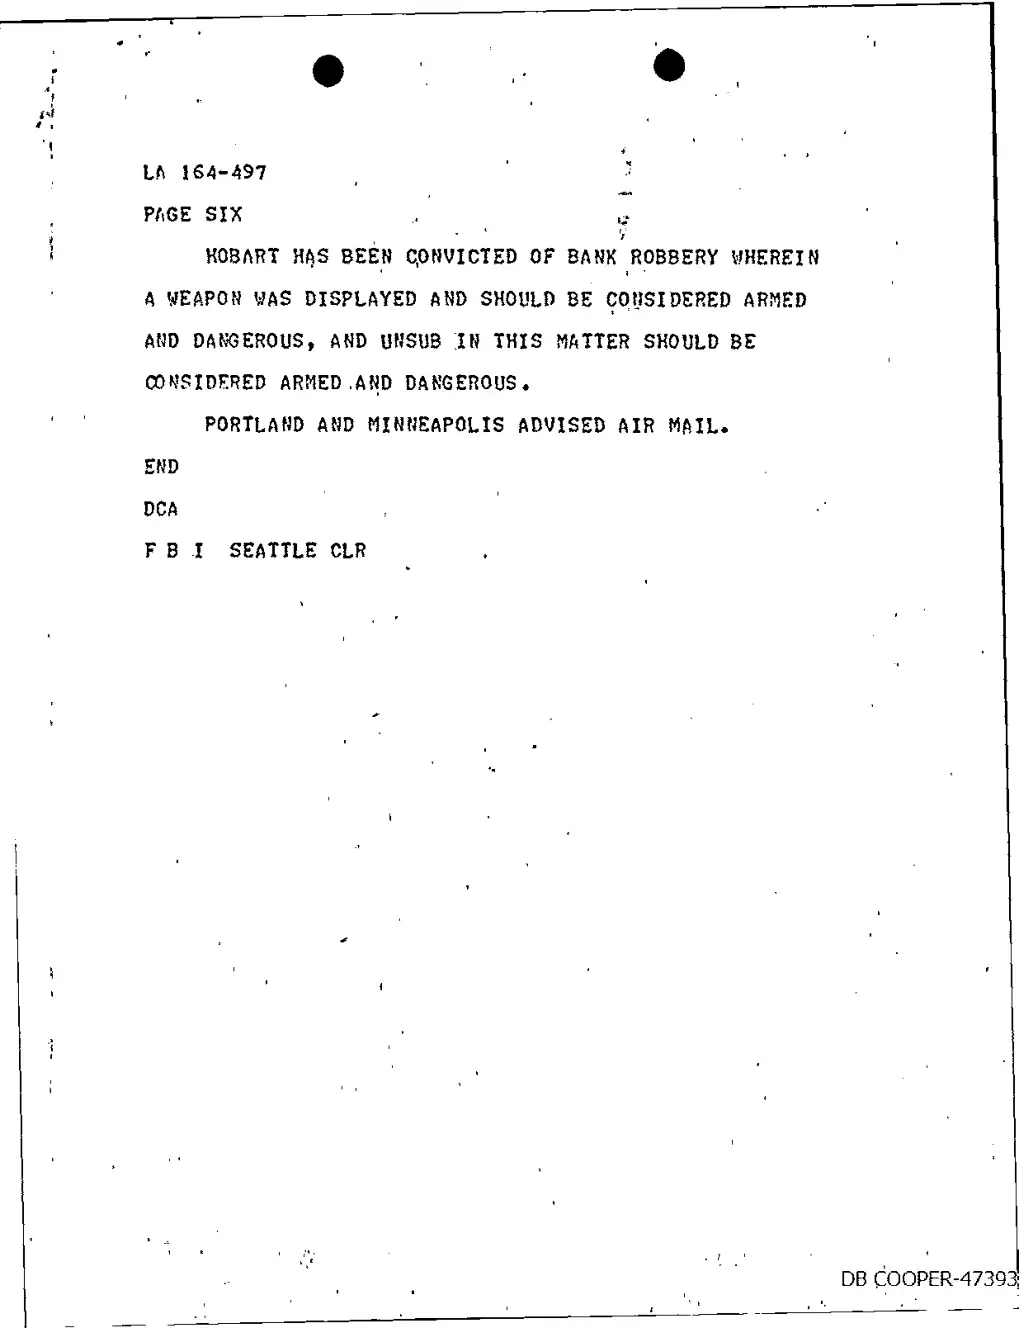 LA 164-497
PAGE SIX
HOBART HAS BEEN CONVICTED OF BANK ROBBERY WHEREIN
A WEAPON WAS DISPLAYED AND SHOULD BE CONSIDERED ARMED
AND DANGEROUS, AND UNSUB IN THIS MATTER SHOULD BE
CONSIDERED ARMED AND DANGEROUS.
PORTLAND AND MINNEAPOLIS ADVISED AIR MAIL.
END
DCA
F B I SEATTLE CLR
DB COOPER-47393